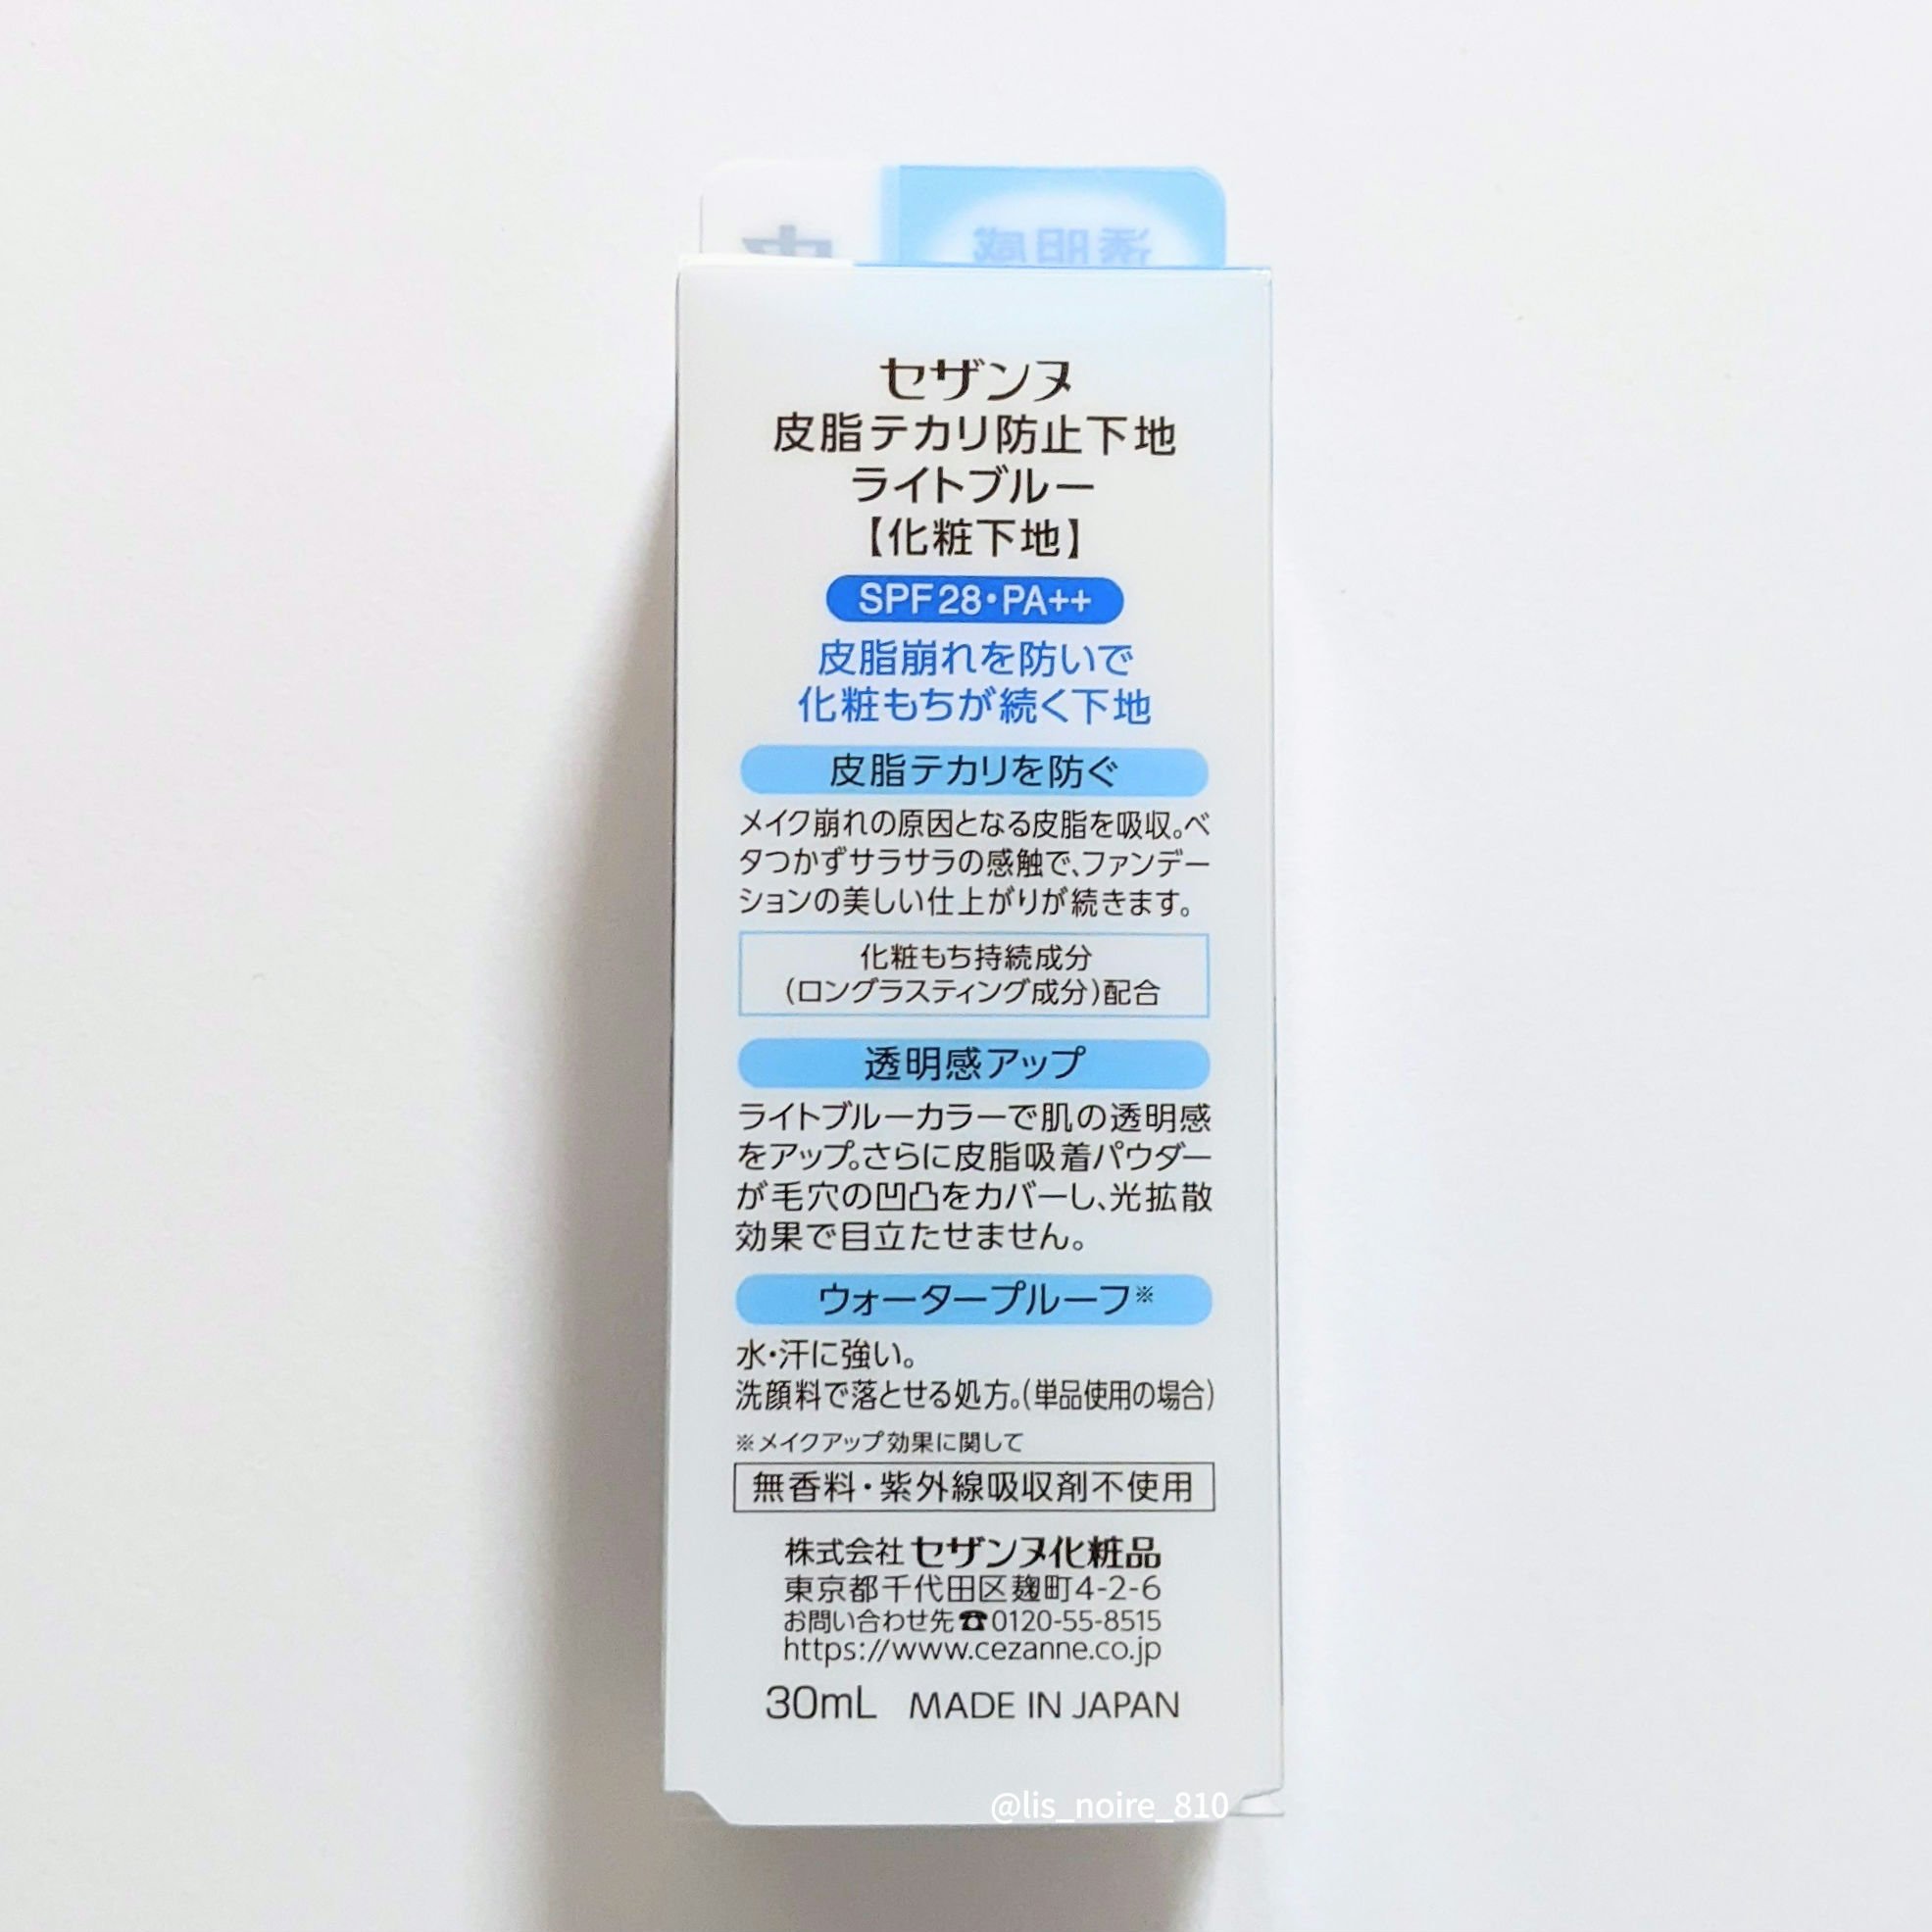 透明感
セザンヌ
皮脂テカリ防止下地
ライトブルー
【化粧下地】
SPF28・PA++
皮脂崩れを防いで
化粧もちが続く下地
皮脂テカリを防ぐ
メイク崩れの原因となる皮脂を吸収。ベ
タつかずサラサラの感触で、ファンデー
ションの美しい仕上がりが続きます。
化粧もち持続成分
(ロングラスティング成分)配合
透明感アップ
ライトブルーカラーで肌の透明感
をアップ。さらに皮脂吸着パウダー
が毛穴の凹凸をカバーし、光拡散
効果で目立たせません。
ウォータープルーフ※
水・汗に強い。
洗顔料で落とせる処方。(単品使用の場合)
※メイクアップ効果に関して
無香料・紫外線吸収剤不使用
株式会社 セザンヌ化粧品
東京都千代田区麹町4-2-6
お問い合わせ先☎0120-55-8515
https://www.cezanne.co.jp
30mL MADE IN JAPAN
@lis_noire_810